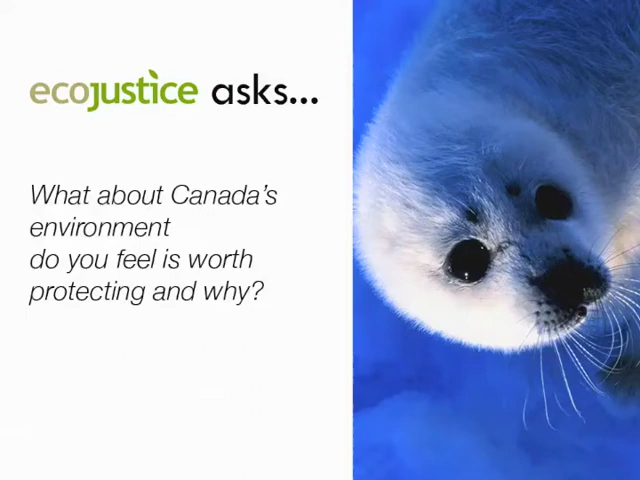 ecojustice asks...
What about Canada's
environment
do you feel is worth
protecting and why?